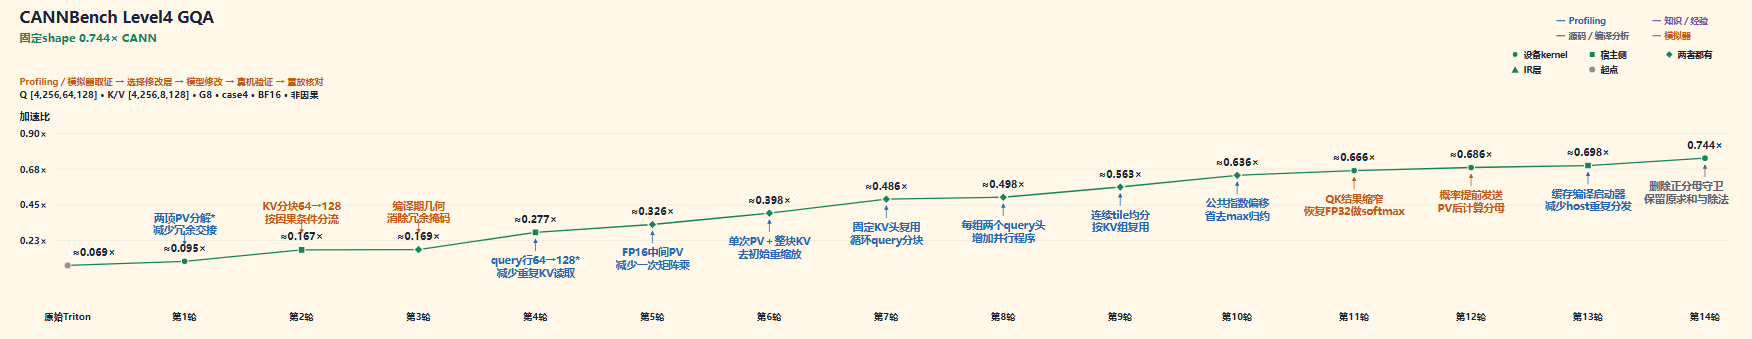 CANNBench Level4 GQA
固定shape 0.744× CANN
— Profiling
— 知识 / 经验
— 源码 / 编译分析
— 模拟器
设备kernel
宿主侧
两者都有
IR层
起点
Profiling / 模拟器取证 → 选择修改层 → 模型修改 → 真机验证 → 重放核对
Q [4,256,64,128] • K/V [4,256,8,128] • G8 • case4 • BF16 • 非因果
加速比
0.90×
0.68×
0.45×
0.23×
≈0.069×
两项PV分解*
减少冗余交接
≈0.095×
KV分块64→128
按因果条件分流
≈0.167×
编译期几何
消除冗余掩码
≈0.169×
≈0.277×
query行64→128*
减少重复KV读取
≈0.326×
FP16中间PV
减少一次矩阵乘
≈0.398×
单次PV + 整块KV
去初始重缩放
≈0.486×
固定KV头复用
循环query分块
≈0.498×
每组两个query头
增加并行程序
≈0.563×
连续tile均分
按KV组复用
≈0.636×
公共指数偏移
首去max归约
≈0.666×
QK结果缩窄
恢复FP32做softmax
≈0.686×
概率提前发送
PV后计算分母
≈0.698×
缓存编译启动器
减少host重复分发
0.744×
删除正分母守卫
保留原求和与除法
原始Triton
第1轮
第2轮
第3轮
第4轮
第5轮
第6轮
第7轮
第8轮
第9轮
第10轮
第11轮
第12轮
第13轮
第14轮